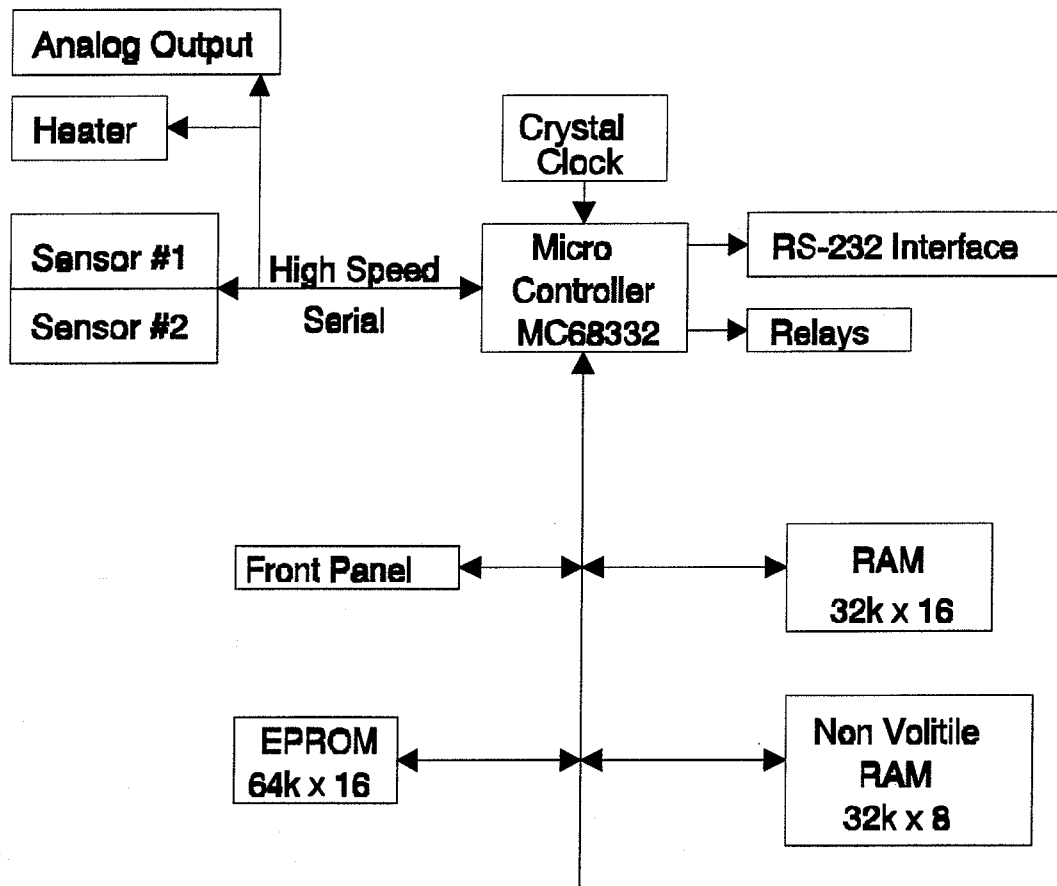 Analog Output
Heater
Crystal
Clock
Sensor #1
Sensor #2
High Speed
Serial
Micro
Controller
MC68332
RS-232 Interface
Relays
Front Panel
RAM
32k x 16
EPROM
64k x 16
Non Volitile
RAM
32k x 8